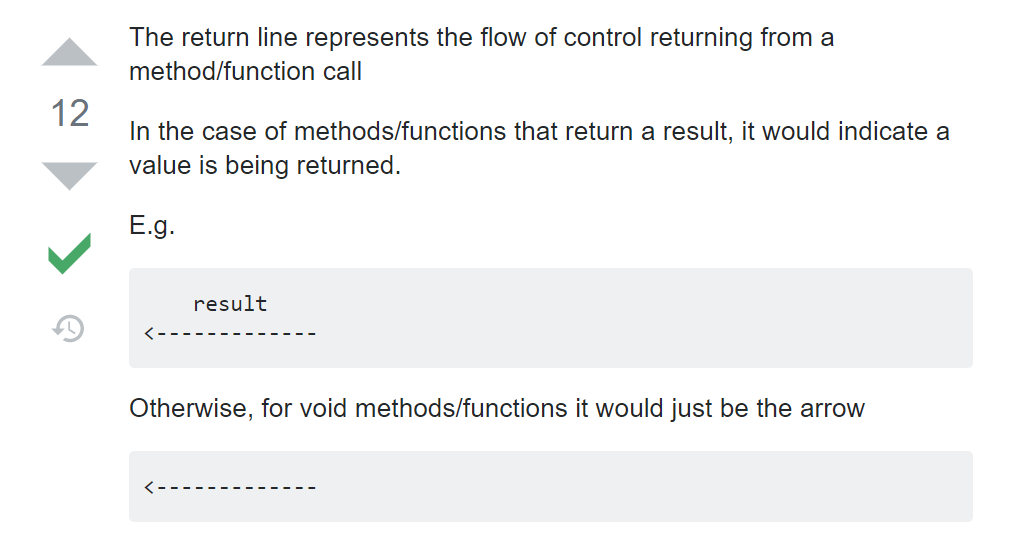 The return line represents the flow of control returning from a
method/function call
12
In the case of methods/functions that return a result, it would indicate a
value is being returned.
E.g.
result
<-------------
Otherwise, for void methods/functions it would just be the arrow
<-------------